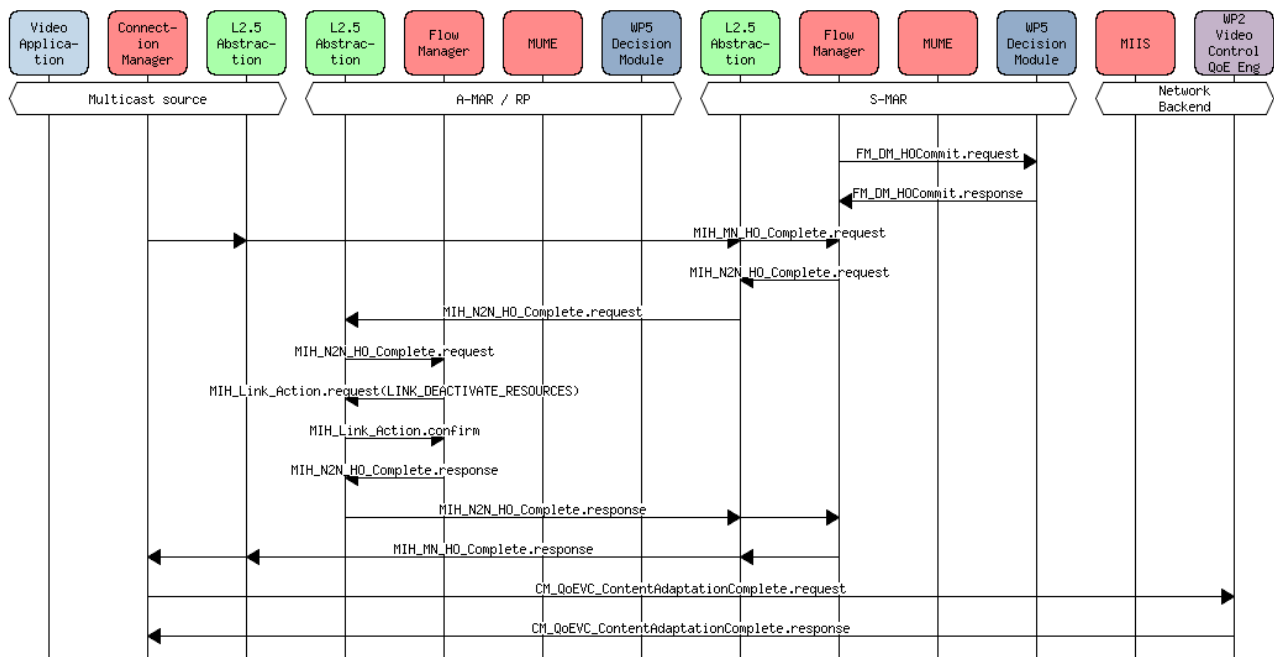 Video
Applica-
tion
Connect-
ion
Manager
L2.5
Abstrac-
tion
L2.5
Abstrac-
tion
Flow
Manager
MUME
WP5
Decision
Module
L2.5
Abstrac-
tion
Flow
Manager
MUME
WP5
Decision
Module
MIIS
WP2
Video
Control
QoE Eng
Multicast source
A-MAR / RP
S-MAR
Network
Backend
FM_DM_HOCommit.request
FM_DM_HOCommit.response
MIH_MN_HO_Complete.request
MIH_N2N_HO_Complete.request
MIH_N2N_HO_Complete.request
MIH_N2N_HO_Complete.request
MIH_Link_Action.request(LINK_DEACTIVATE_RESOURCES)
MIH_Link_Action.confirm
MIH_N2N_HO_Complete.response
MIH_N2N_HO_Complete.response
MIH_MN_HO_Complete.response
CM_QoEVC_ContentAdaptationComplete.request
CM_QoEVC_ContentAdaptationComplete.response